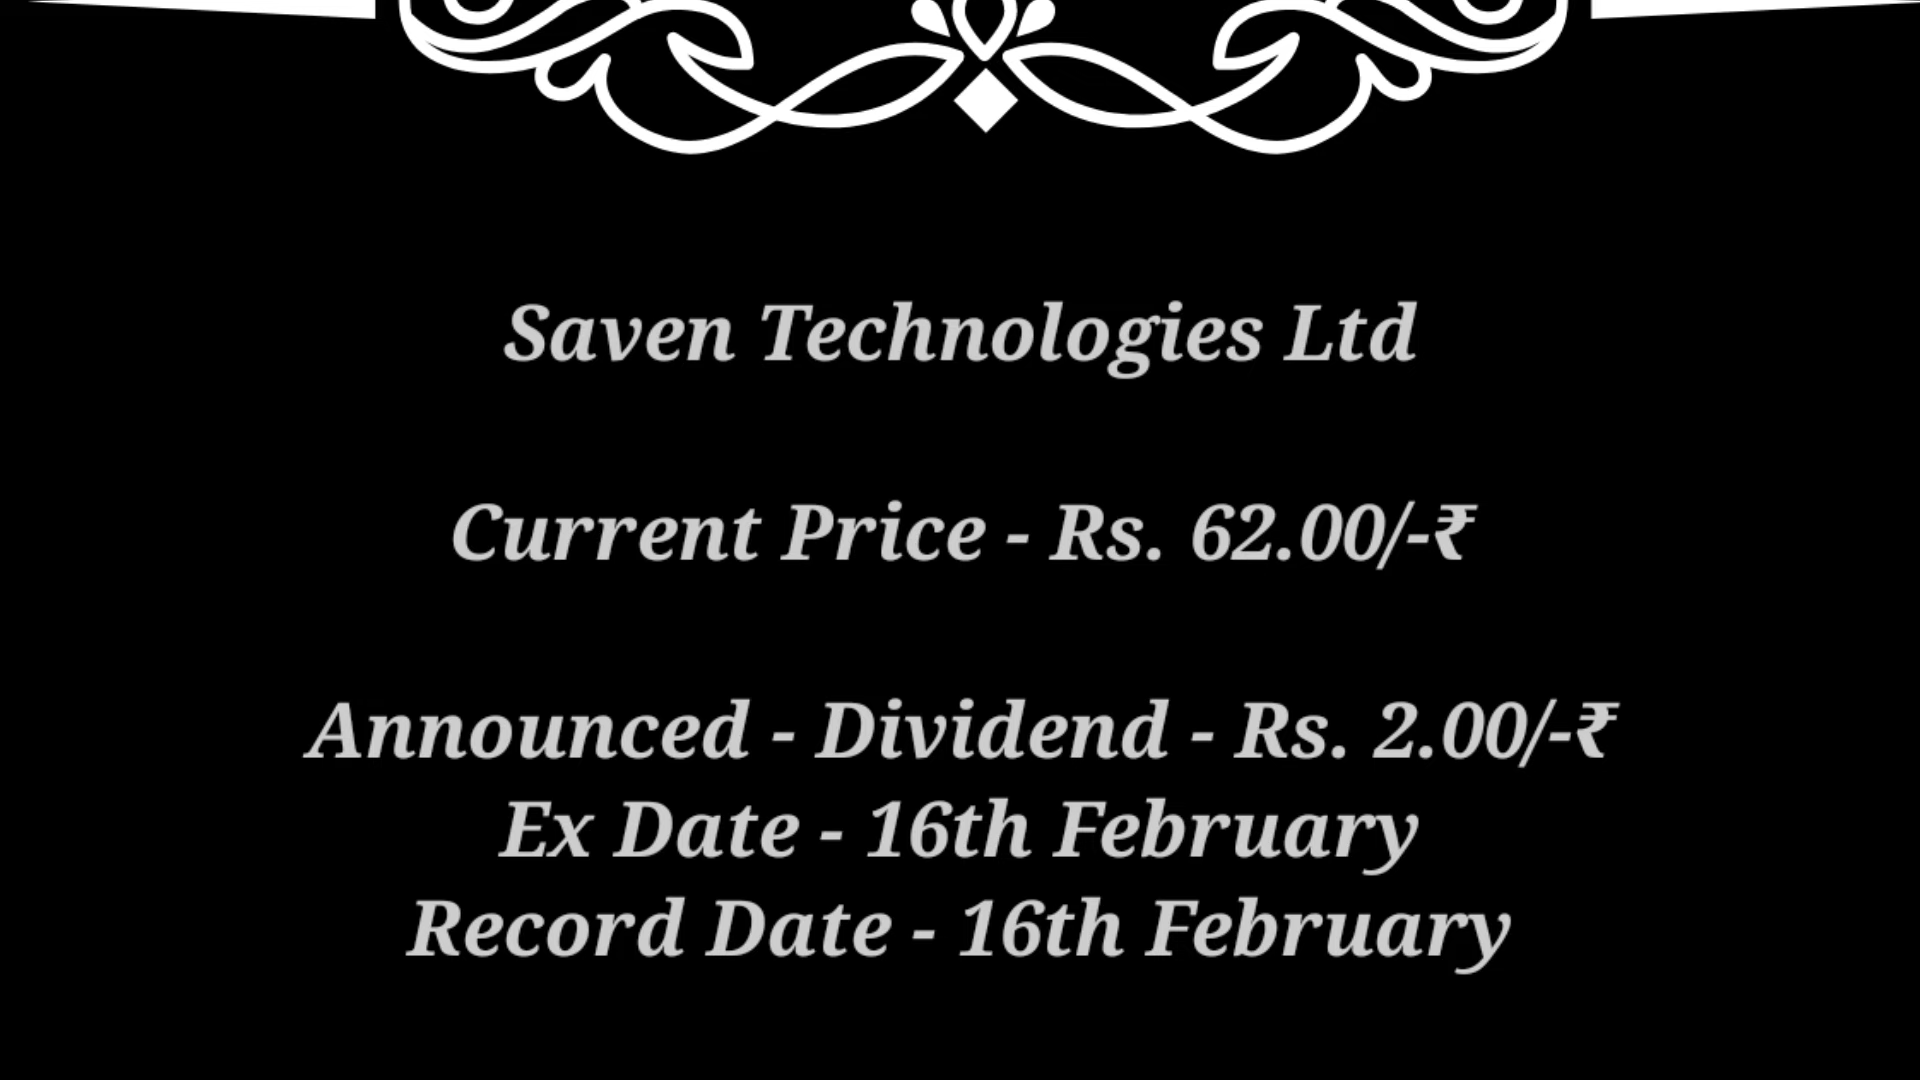 Saven Technologies Ltd
Current Price - Rs. 62.00/-₹
Announced - Dividend - Rs. 2.00/-₹
Ex Date - 16th February
Record Date - 16th February